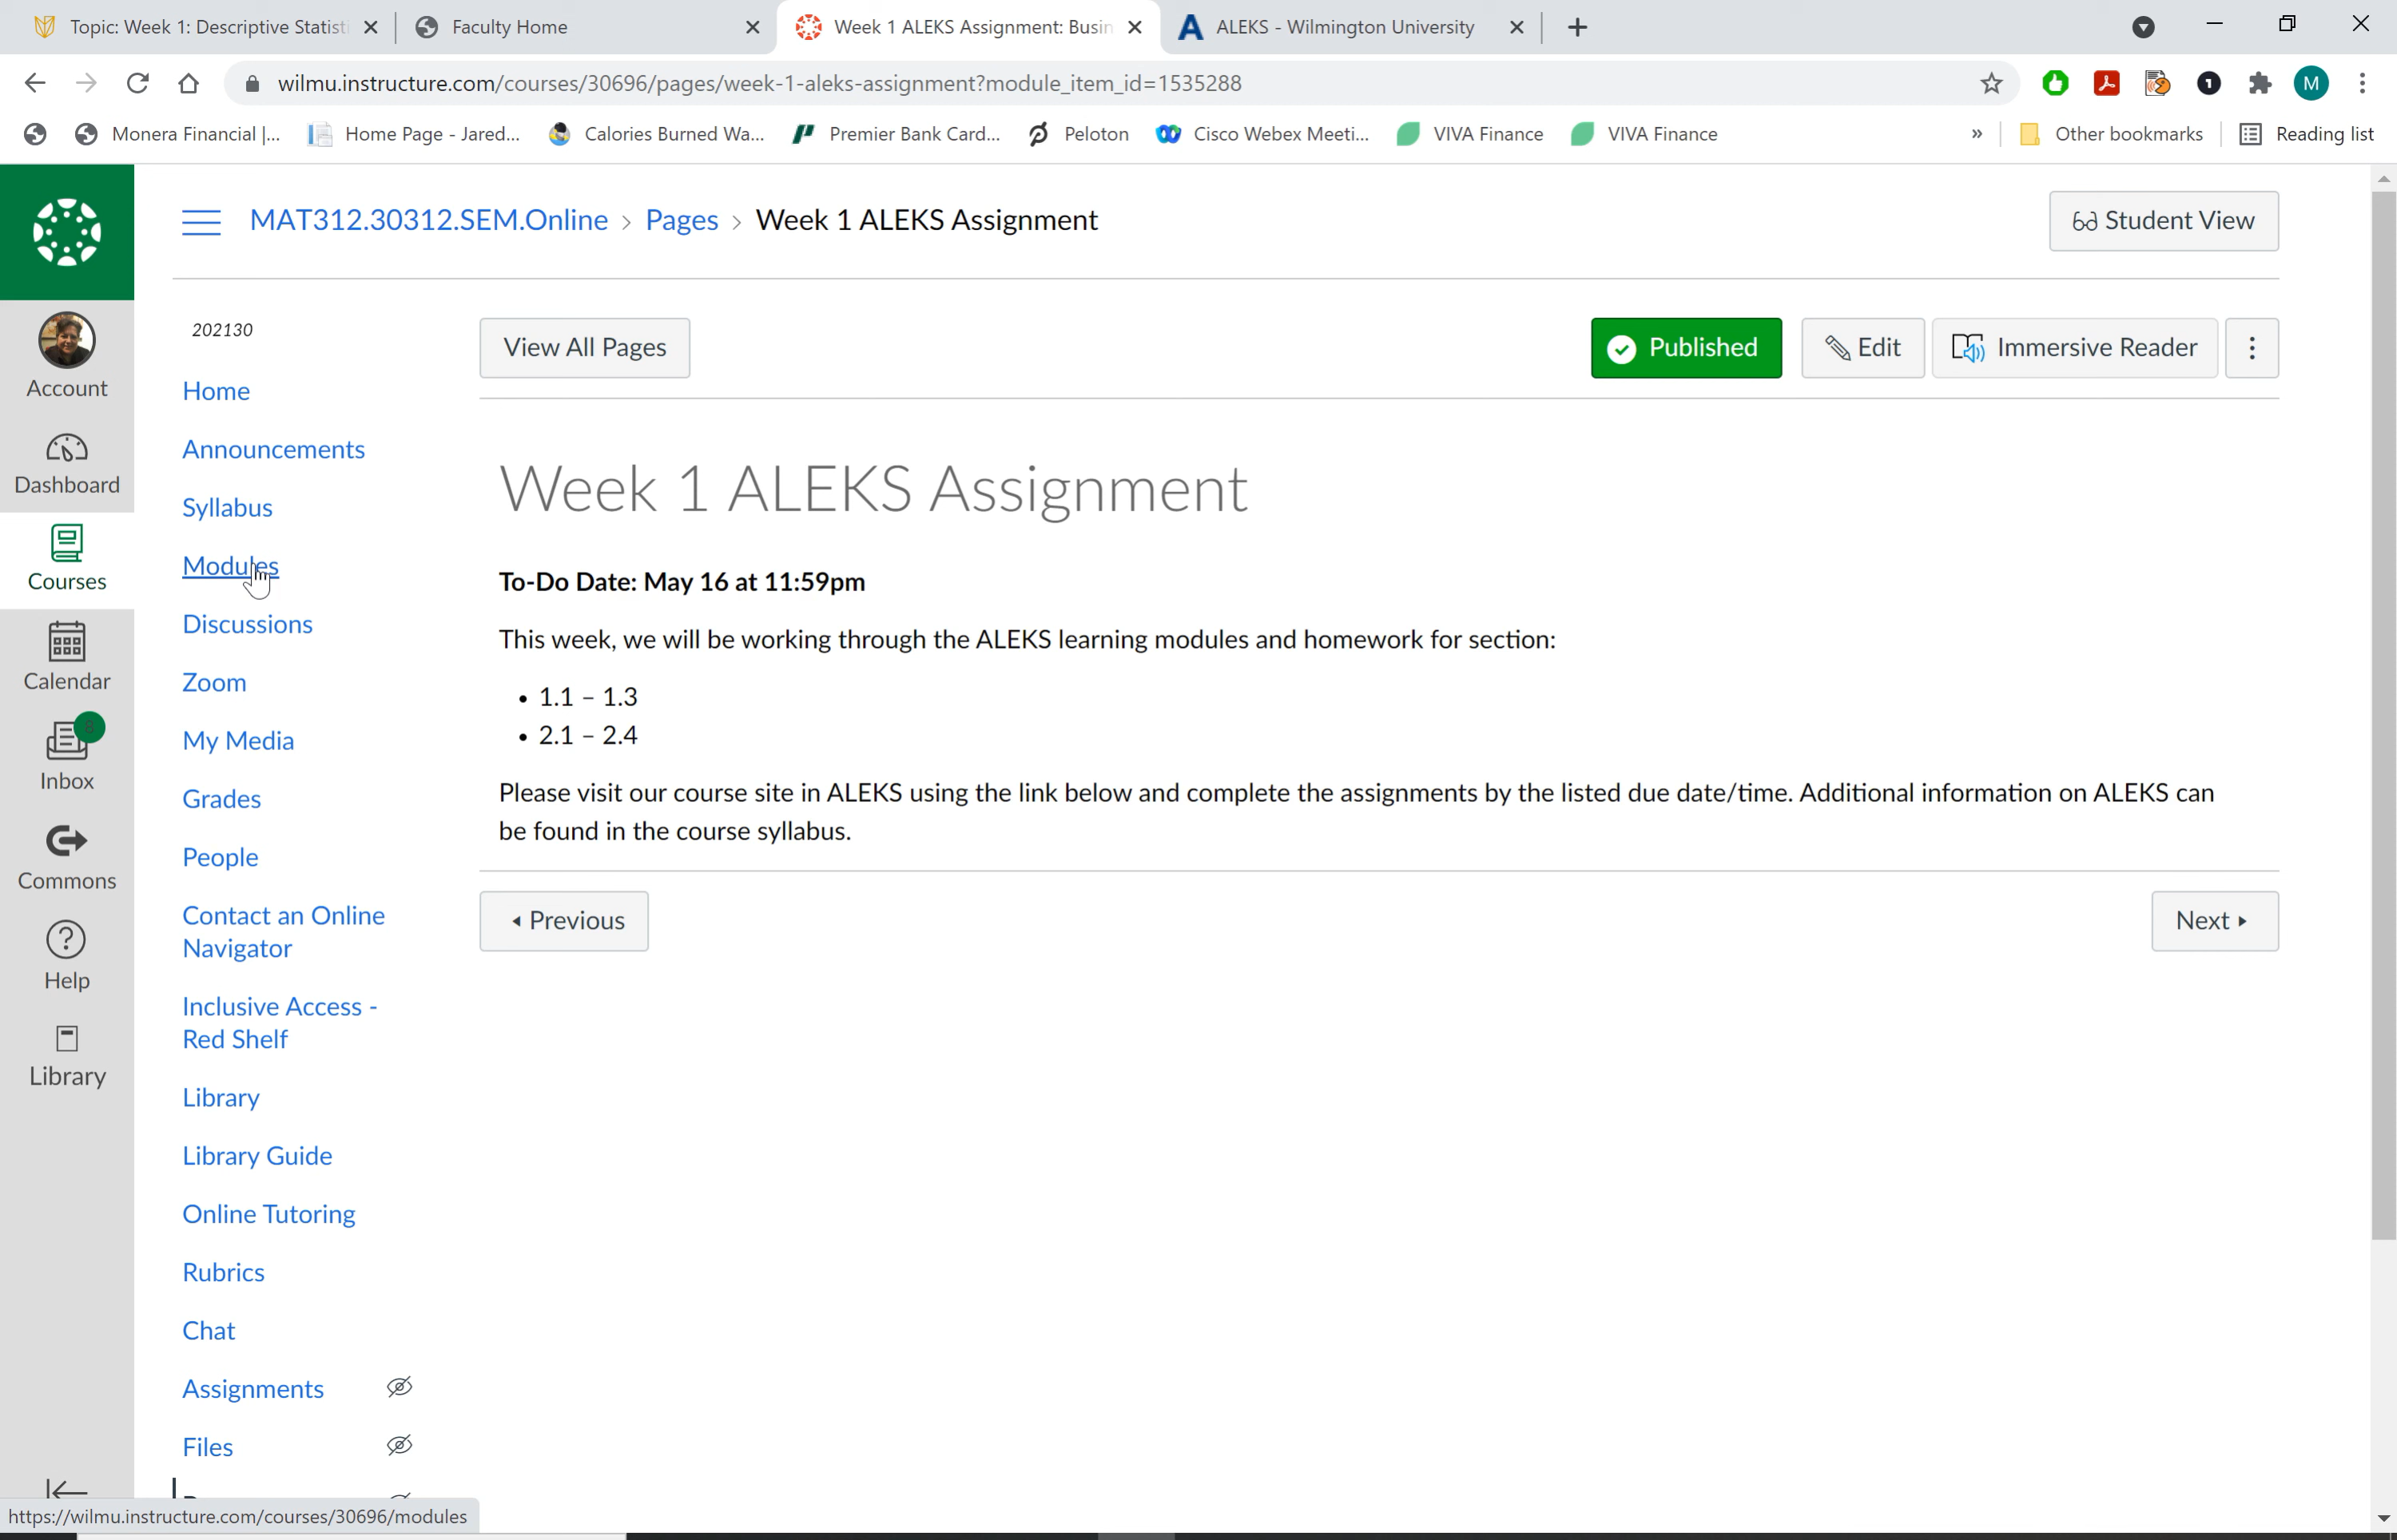 Topic: Week 1: Descriptive Statisti
Faculty Home
Week 1 ALEKS Assignment: Busin
ALEKS - Wilmington University
wilmu.instructure.com/courses/30696/pages/week-1-aleks-assignment?module_item_id=1535288
M
Monera Financial |...
Home Page - Jared...
Calories Burned Wa...
Premier Bank Card...
Peloton
Cisco Webex Meeti...
VIVA Finance
VIVA Finance
»
Other bookmarks
Reading list
MAT312.30312.SEM.Online > Pages > Week 1 ALEKS Assignment
Student View
Account
Dashboard
Courses
Calendar
8
Inbox
Commons
Help
Library
202130
Home
Announcements
Syllabus
Modules
Discussions
Zoom
My Media
Grades
People
Contact an Online
Navigator
Inclusive Access -
Red Shelf
Library
Library Guide
Online Tutoring
Rubrics
Chat
Assignments
Files
View All Pages
Published
Edit
Immersive Reader
Week 1 ALEKS Assignment
To-Do Date: May 16 at 11:59pm
This week, we will be working through the ALEKS learning modules and homework for section:
• 1.1 – 1.3
• 2.1 – 2.4
Please visit our course site in ALEKS using the link below and complete the assignments by the listed due date/time. Additional information on ALEKS can
be found in the course syllabus.
Previous
Next
https://wilmu.instructure.com/courses/30696/modules